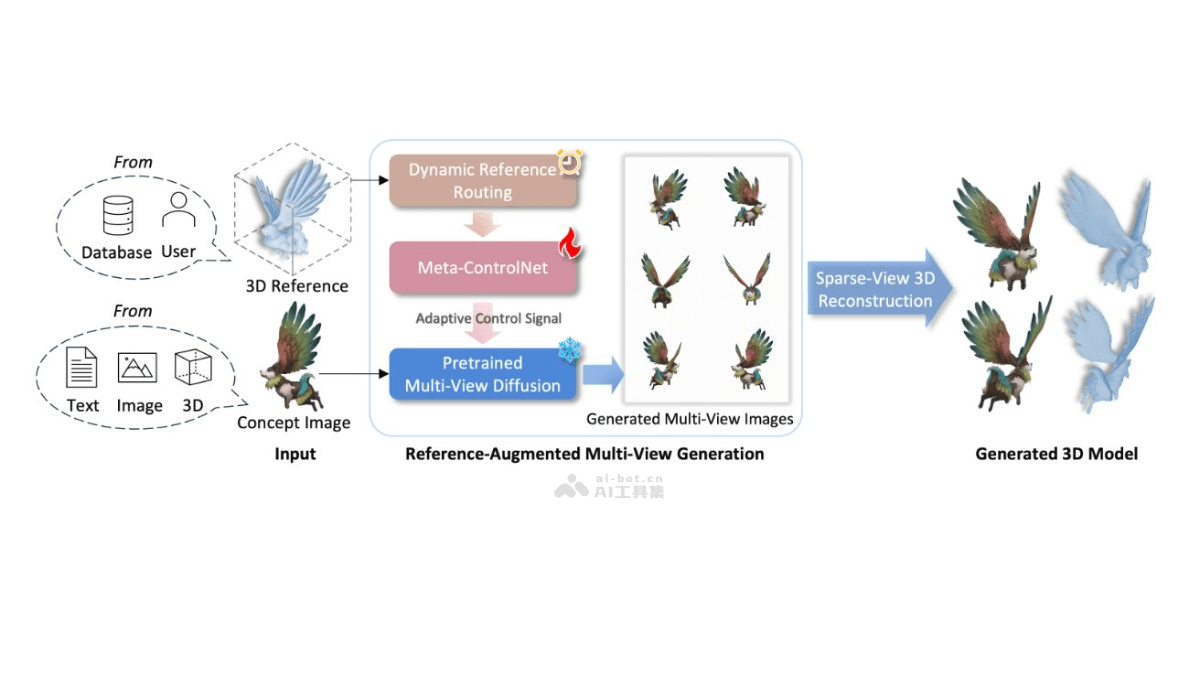 From
Database
User
3D Reference
From
Text
Image
3D
Concept Image
Input
Dynamic Reference
Routing
Meta-ControlNet
Adaptive Control Signal
Pretrained
Multi-View Diffusion
Generated Multi-View Images
Reference-Augmented Multi-View Generation
Sparse-View 3D
Reconstruction
Generated 3D Model
ai-bot.cn
AI工具集